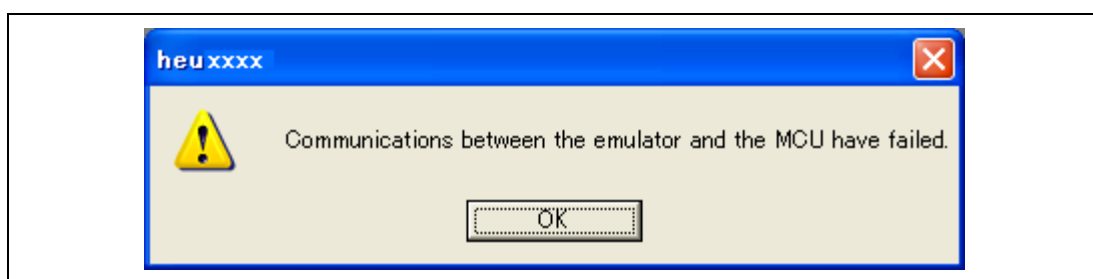 heuxxxx
Communications between the emulator and the MCU have failed.
OK